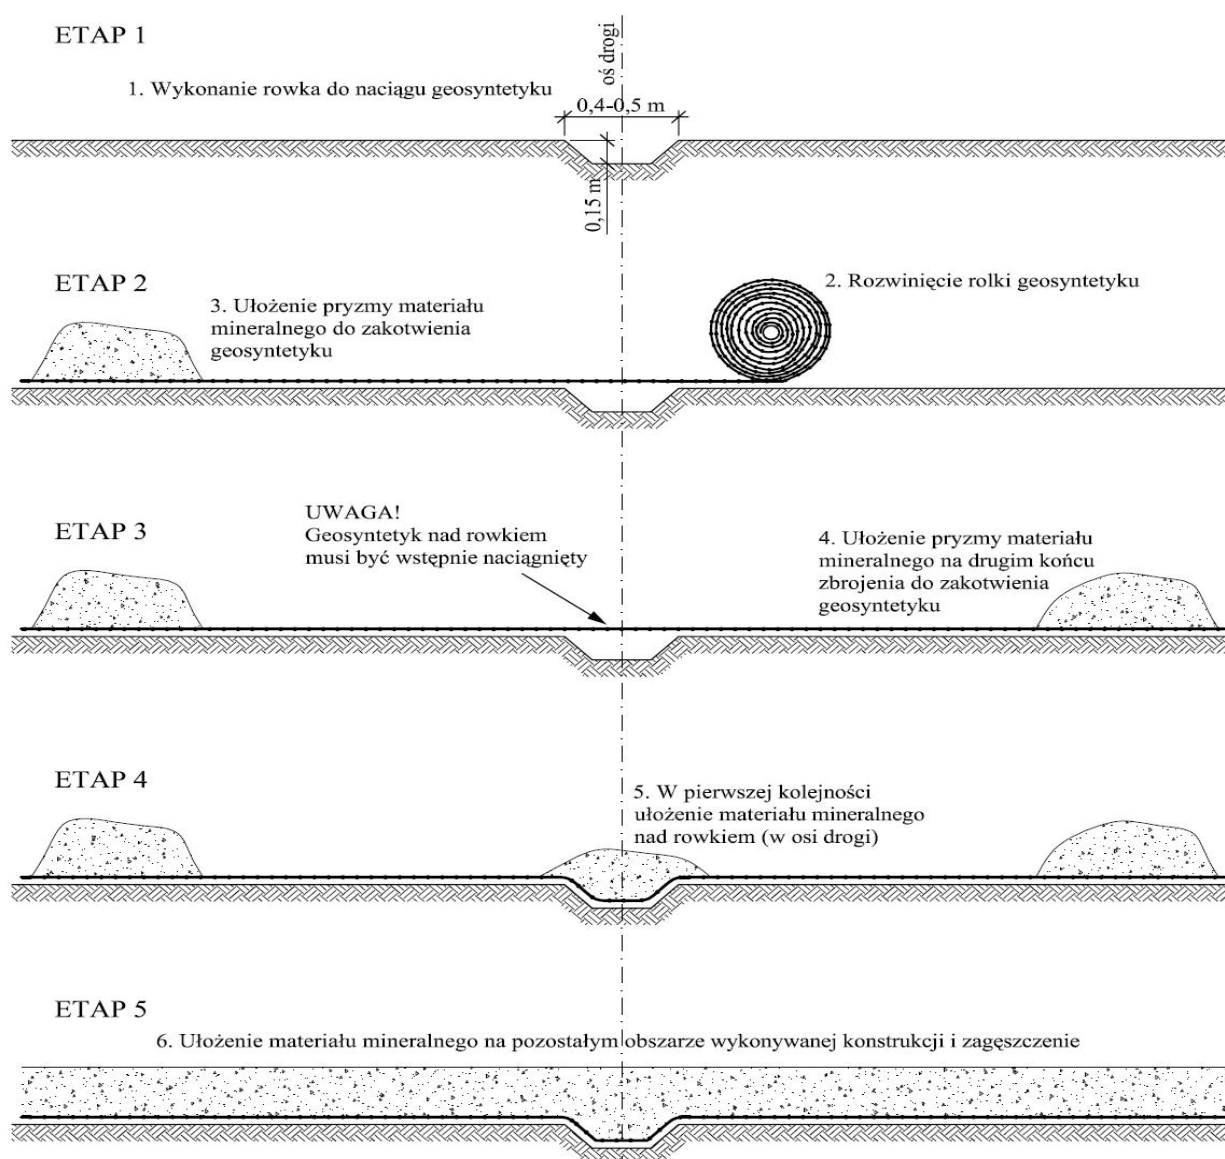 ETAP 1
oś drogi
1. Wykonanie rowka do naciągu geosyntetyku
0,4-0,5 m
0,15 m
ETAP 2
2. Rozwinięcie rolki geosyntetyku
3. Ułożenie pryzmy materiału
mineralnego do zakotwienia
geosyntetyku
ETAP 3
UWAGA!
Geosyntetyk nad rowkiem
musi być wstępnie naciągnięty
4. Ułożenie pryzmy materiału
mineralnego na drugim końcu
zbrojenia do zakotwienia
geosyntetyku
ETAP 4
5. W pierwszej kolejności
ułożenie materiału mineralnego
nad rowkiem (w osi drogi)
ETAP 5
6. Ułożenie materiału mineralnego na pozostałym obszarze wykonywanej konstrukcji i zagęszczenie